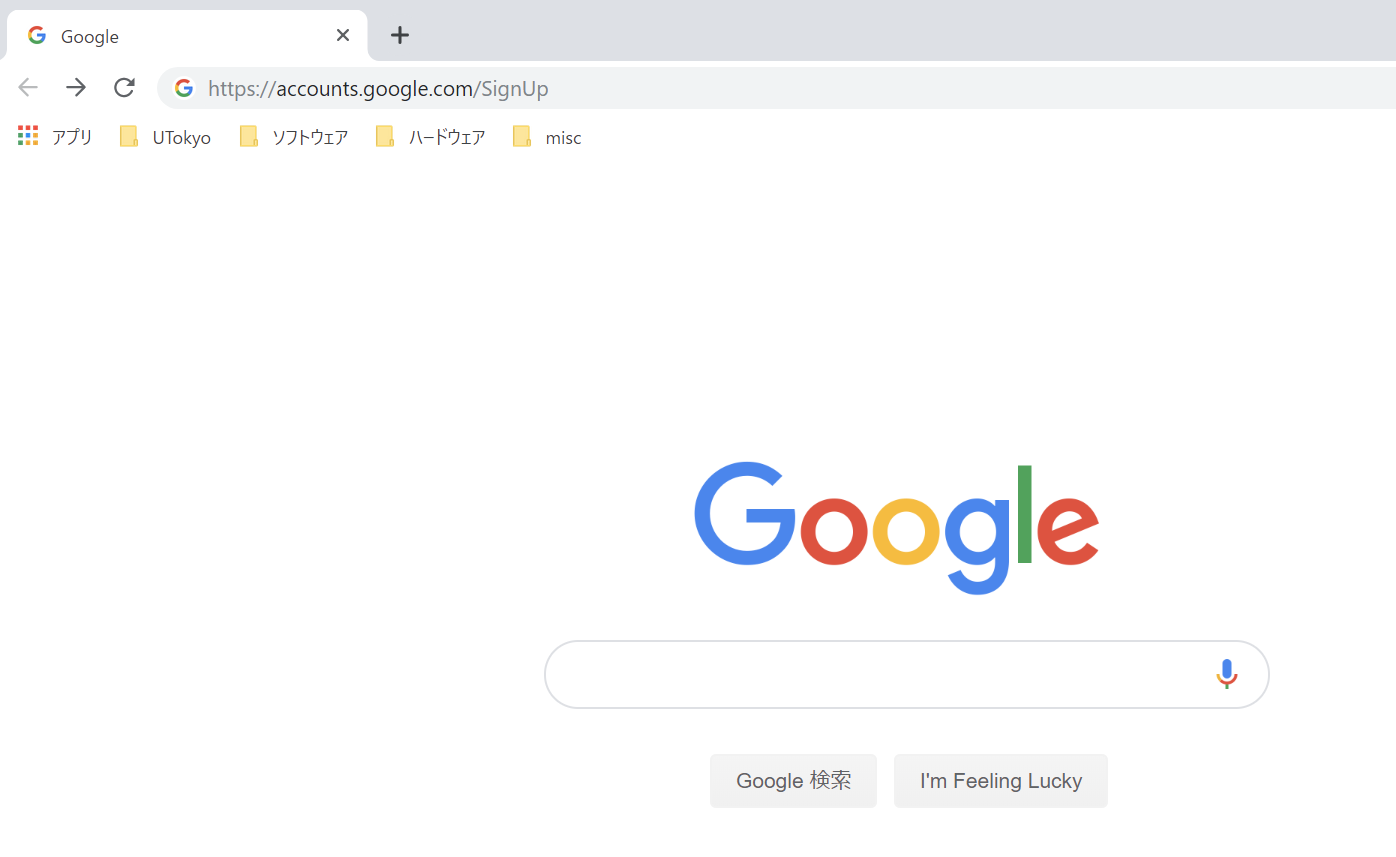 Google
https://accounts.google.com/SignUp
アプリ UTokyo ソフトウェア ハードウェア misc
Google
Google 検索 I'm Feeling Lucky